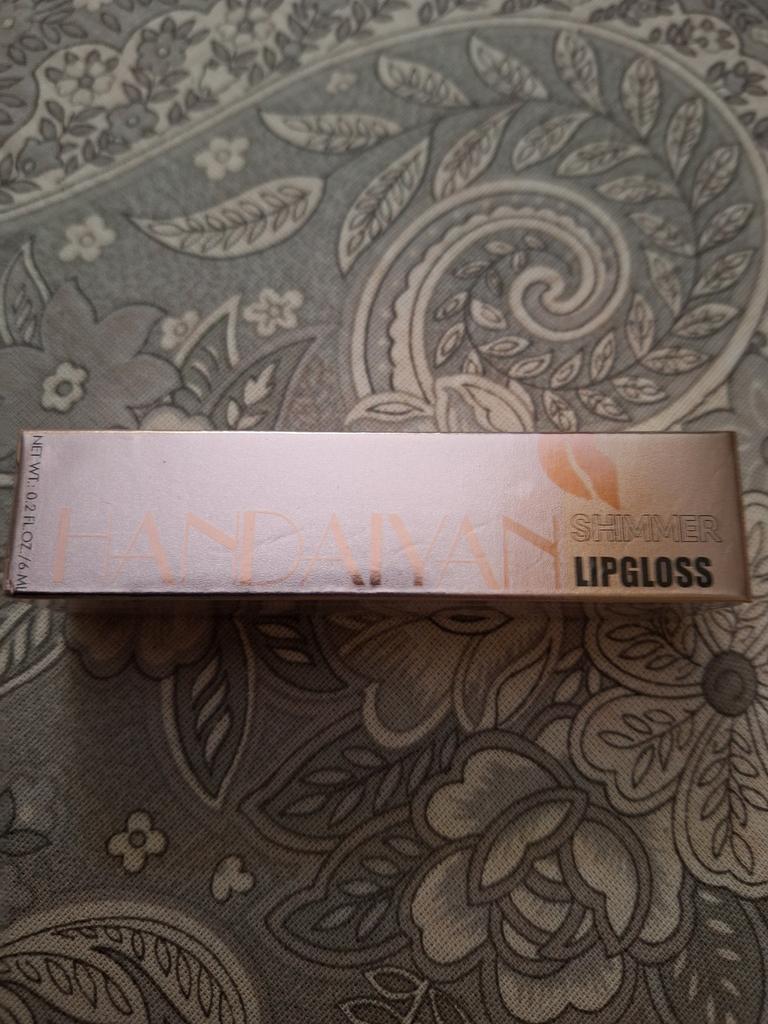 NET WT.: 0.2 FL.OZ./6 ML
HANDAIYAN
SHIMMER
LIPGLOSS